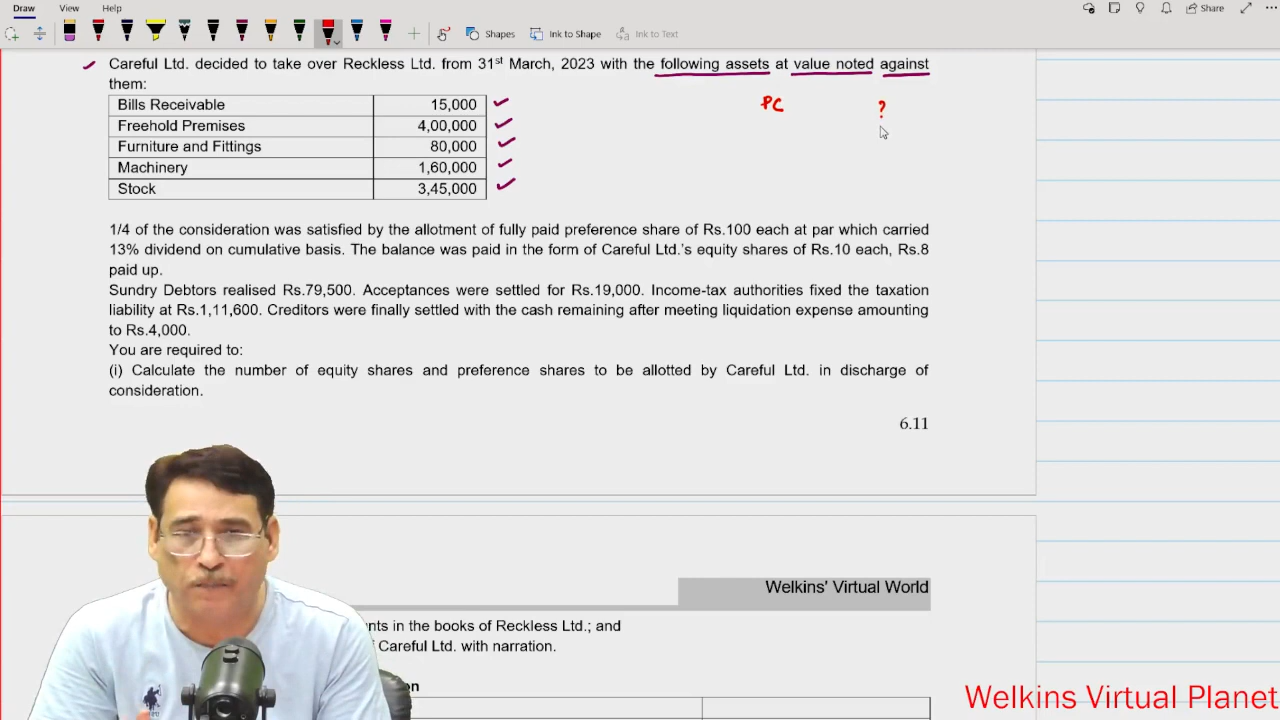 Draw View Help
Share
Shapes Ink to Shape Ink to Text
Careful Ltd. decided to take over Reckless Ltd. from 31st March, 2023 with the following assets at value noted against
them:
Bills Receivable 15,000
Freehold Premises 4,00,000
Furniture and Fittings 80,000
Machinery 1,60,000
Stock 3,45,000
PC ?
1/4 of the consideration was satisfied by the allotment of fully paid preference share of Rs.100 each at par which carried
13% dividend on cumulative basis. The balance was paid in the form of Careful Ltd.'s equity shares of Rs.10 each, Rs.8
paid up.
Sundry Debtors realised Rs.79,500. Acceptances were settled for Rs.19,000. Income-tax authorities fixed the taxation
liability at Rs.1,11,600. Creditors were finally settled with the cash remaining after meeting liquidation expense amounting
to Rs.4,000.
You are required to:
(i) Calculate the number of equity shares and preference shares to be allotted by Careful Ltd. in discharge of
consideration.
6.11
Welkins' Virtual World
nts in the books of Reckless Ltd.; and
Careful Ltd. with narration.
on
Welkins Virtual Planet